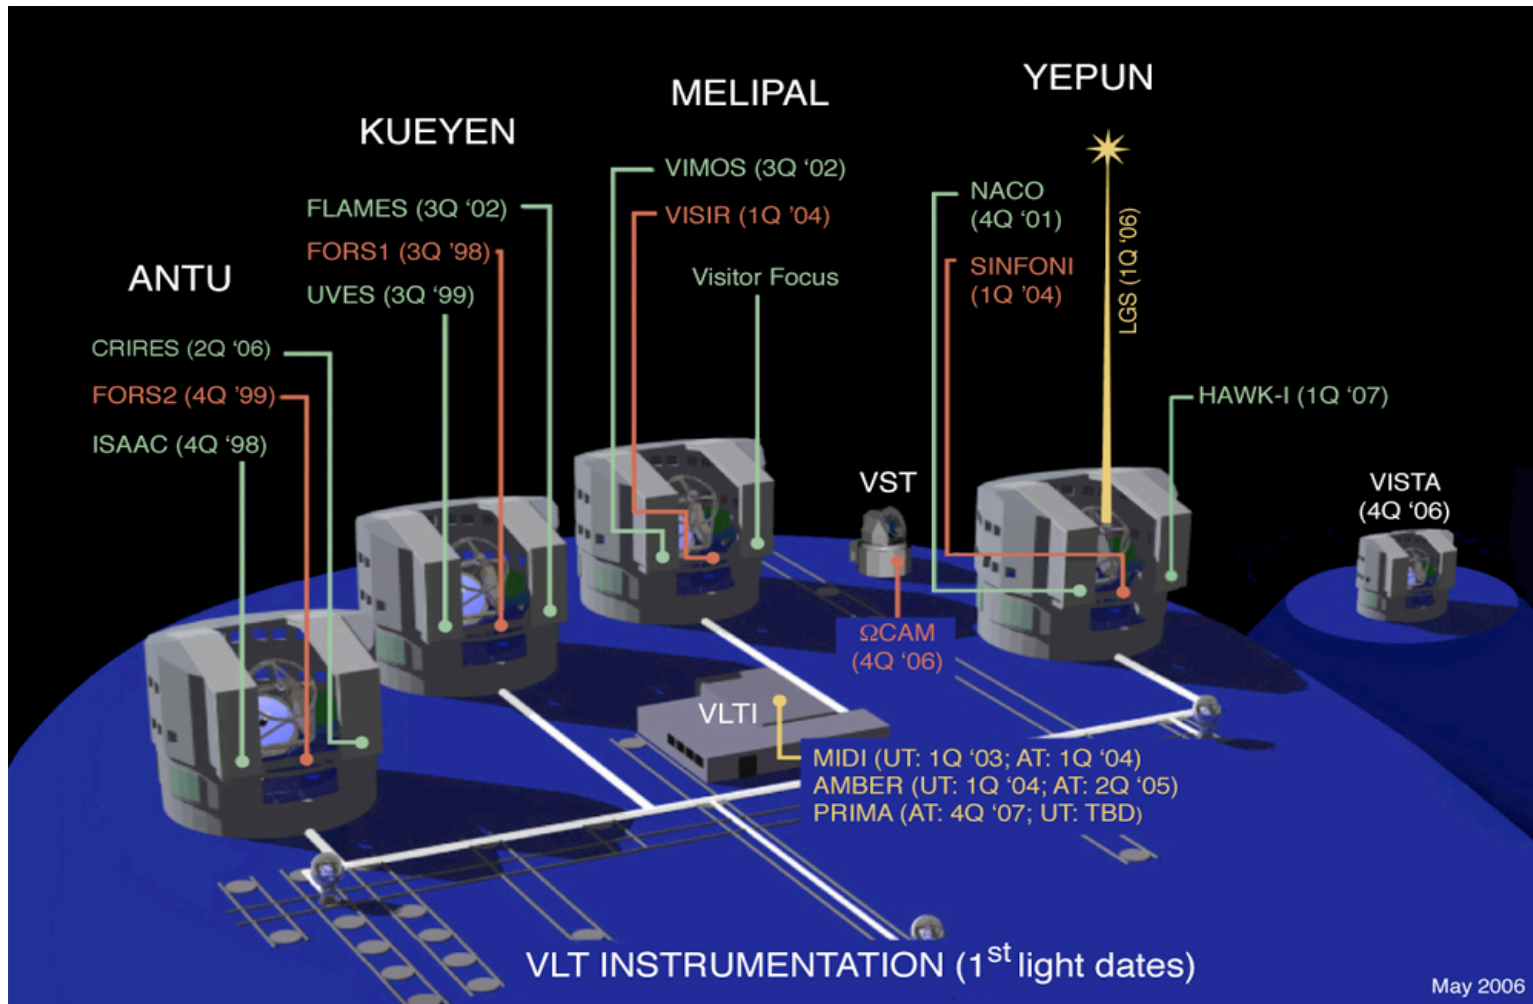 YEPUN
MELIPAL
KUEYEN
VIMOS (3Q ‘02)
VISIR (1Q ’04)
Visitor Focus
NACO
(4Q ‘01)
SINFONI
(1Q ‘04)
LGS (1Q ‘06)
FLAMES (3Q ‘02)
FORS1 (3Q ’98)
UVES (3Q ’99)
ANTU
CRIRES (2Q ‘06)
FORS2 (4Q ’99)
ISAAC (4Q ‘98)
HAWK-I (1Q ‘07)
VST
VISTA
(4Q ‘06)
ΩCAM
(4Q ‘06)
VLTI
MIDI (UT: 1Q ‘03; AT: 1Q ‘04)
AMBER (UT: 1Q ‘04; AT: 2Q ‘05)
PRIMA (AT: 4Q ‘07; UT: TBD)
VLT INSTRUMENTATION (1st light dates)
May 2006